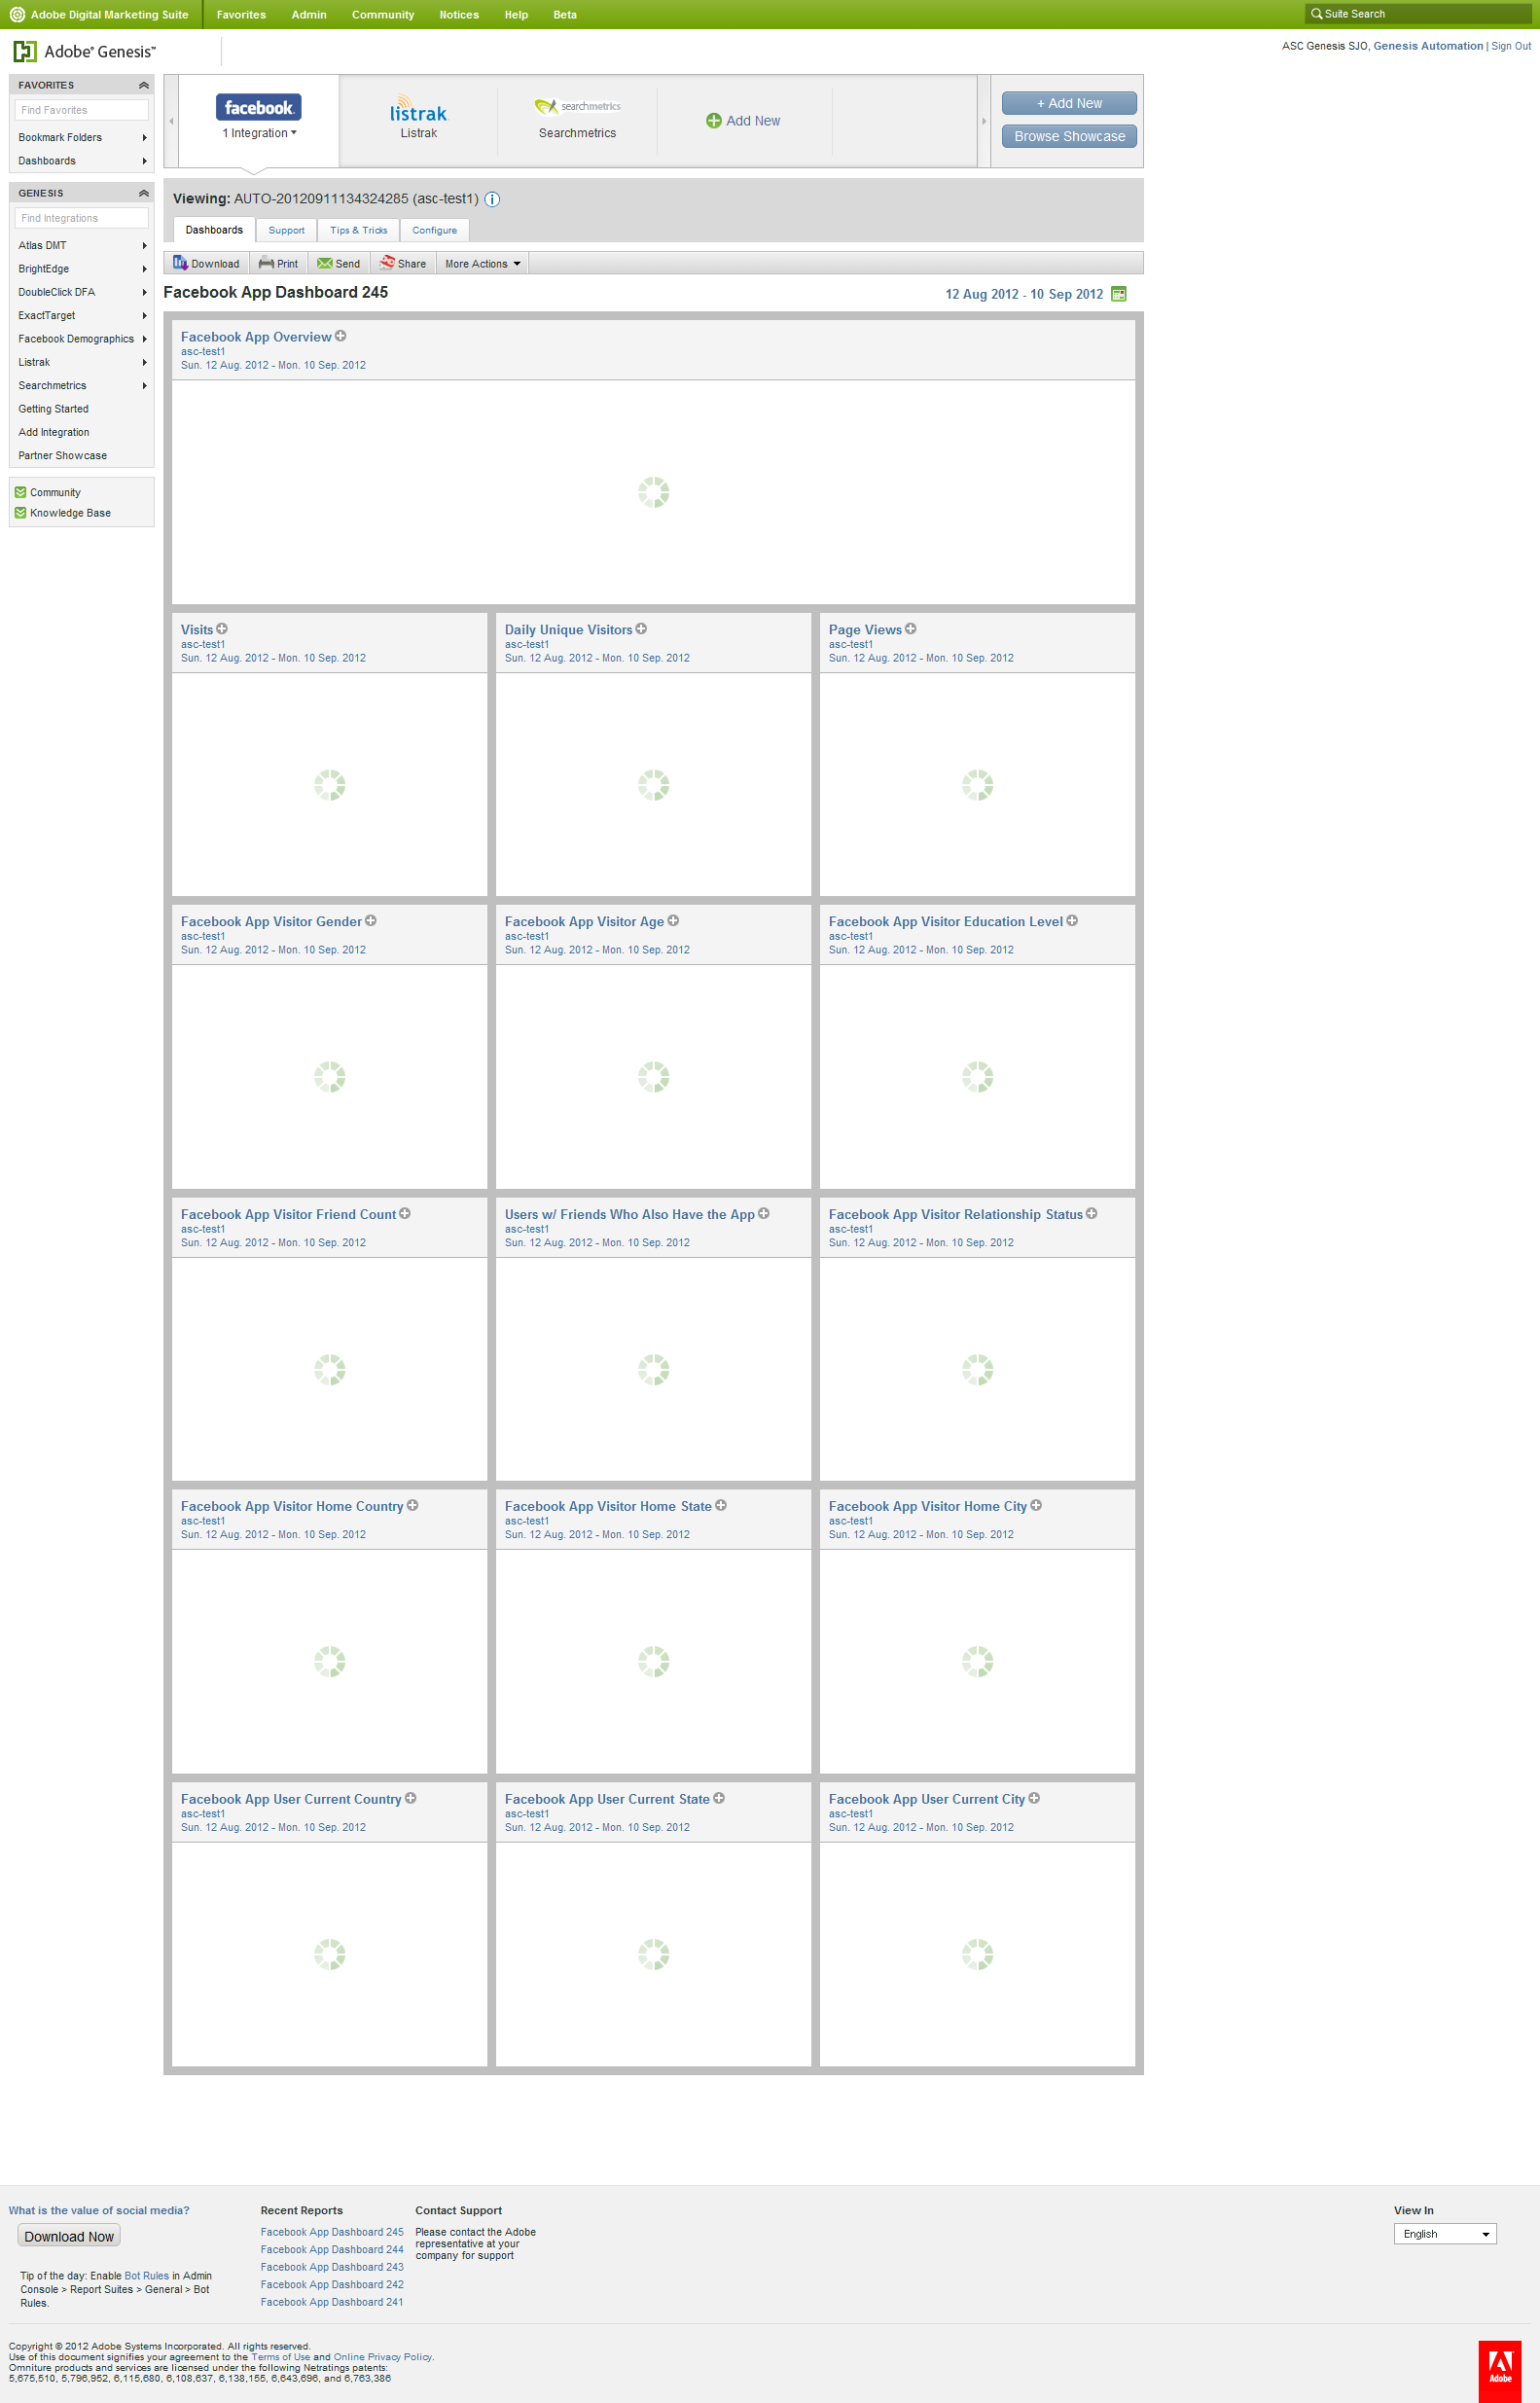 Adobe Digital Marketing Suite Favorites Admin Community Notices Help Beta Suite Search
Adobe® Genesis™
ASC Genesis SJO, Genesis Automation | Sign Out
FAVORITES
Find Favorites
Bookmark Folders
Dashboards
GENESIS
Find Integrations
Atlas DMT
BrightEdge
DoubleClick DFA
ExactTarget
Facebook Demographics
Listrak
Searchmetrics
Getting Started
Add Integration
Partner Showcase
Community
Knowledge Base
facebook
1 Integration
listrak
Listrak
searchmetrics
Searchmetrics
Add New
+ Add New
Browse Showcase
Viewing: AUTO-20120911134324285 (asc-test1)
Dashboards Support Tips & Tricks Configure
Download Print Send Share More Actions
Facebook App Dashboard 245
12 Aug 2012 - 10 Sep 2012
Facebook App Overview
asc-test1
Sun. 12 Aug. 2012 - Mon. 10 Sep. 2012
Visits
asc-test1
Sun. 12 Aug. 2012 - Mon. 10 Sep. 2012
Daily Unique Visitors
asc-test1
Sun. 12 Aug. 2012 - Mon. 10 Sep. 2012
Page Views
asc-test1
Sun. 12 Aug. 2012 - Mon. 10 Sep. 2012
Facebook App Visitor Gender
asc-test1
Sun. 12 Aug. 2012 - Mon. 10 Sep. 2012
Facebook App Visitor Age
asc-test1
Sun. 12 Aug. 2012 - Mon. 10 Sep. 2012
Facebook App Visitor Education Level
asc-test1
Sun. 12 Aug. 2012 - Mon. 10 Sep. 2012
Facebook App Visitor Friend Count
asc-test1
Sun. 12 Aug. 2012 - Mon. 10 Sep. 2012
Users w/ Friends Who Also Have the App
asc-test1
Sun. 12 Aug. 2012 - Mon. 10 Sep. 2012
Facebook App Visitor Relationship Status
asc-test1
Sun. 12 Aug. 2012 - Mon. 10 Sep. 2012
Facebook App Visitor Home Country
asc-test1
Sun. 12 Aug. 2012 - Mon. 10 Sep. 2012
Facebook App Visitor Home State
asc-test1
Sun. 12 Aug. 2012 - Mon. 10 Sep. 2012
Facebook App Visitor Home City
asc-test1
Sun. 12 Aug. 2012 - Mon. 10 Sep. 2012
Facebook App User Current Country
asc-test1
Sun. 12 Aug. 2012 - Mon. 10 Sep. 2012
Facebook App User Current State
asc-test1
Sun. 12 Aug. 2012 - Mon. 10 Sep. 2012
Facebook App User Current City
asc-test1
Sun. 12 Aug. 2012 - Mon. 10 Sep. 2012
What is the value of social media?
Download Now
Tip of the day: Enable Bot Rules in Admin
Console > Report Suites > General > Bot
Rules.
Recent Reports
Facebook App Dashboard 245
Facebook App Dashboard 244
Facebook App Dashboard 243
Facebook App Dashboard 242
Facebook App Dashboard 241
Contact Support
Please contact the Adobe
representative at your
company for support
View In
English
Copyright © 2012 Adobe Systems Incorporated. All rights reserved.
Use of this document signifies your agreement to the Terms of Use and Online Privacy Policy.
Omniture products and services are licensed under the following Netratings patents:
5,675,510, 5,796,952, 6,115,680, 6,108,637, 6,138,155, 6,643,696, and 6,763,386
Adobe